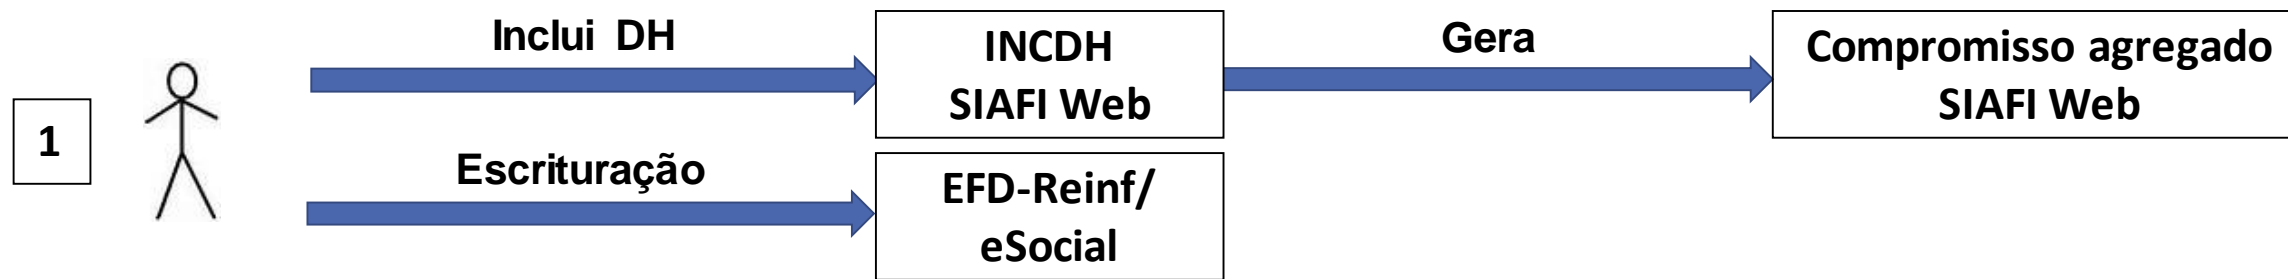 Inclui DH
INCDH
SIAFI Web
Gera
Compromisso agregado
SIAFI Web
1
Escrituração
EFD-Reinf/
eSocial